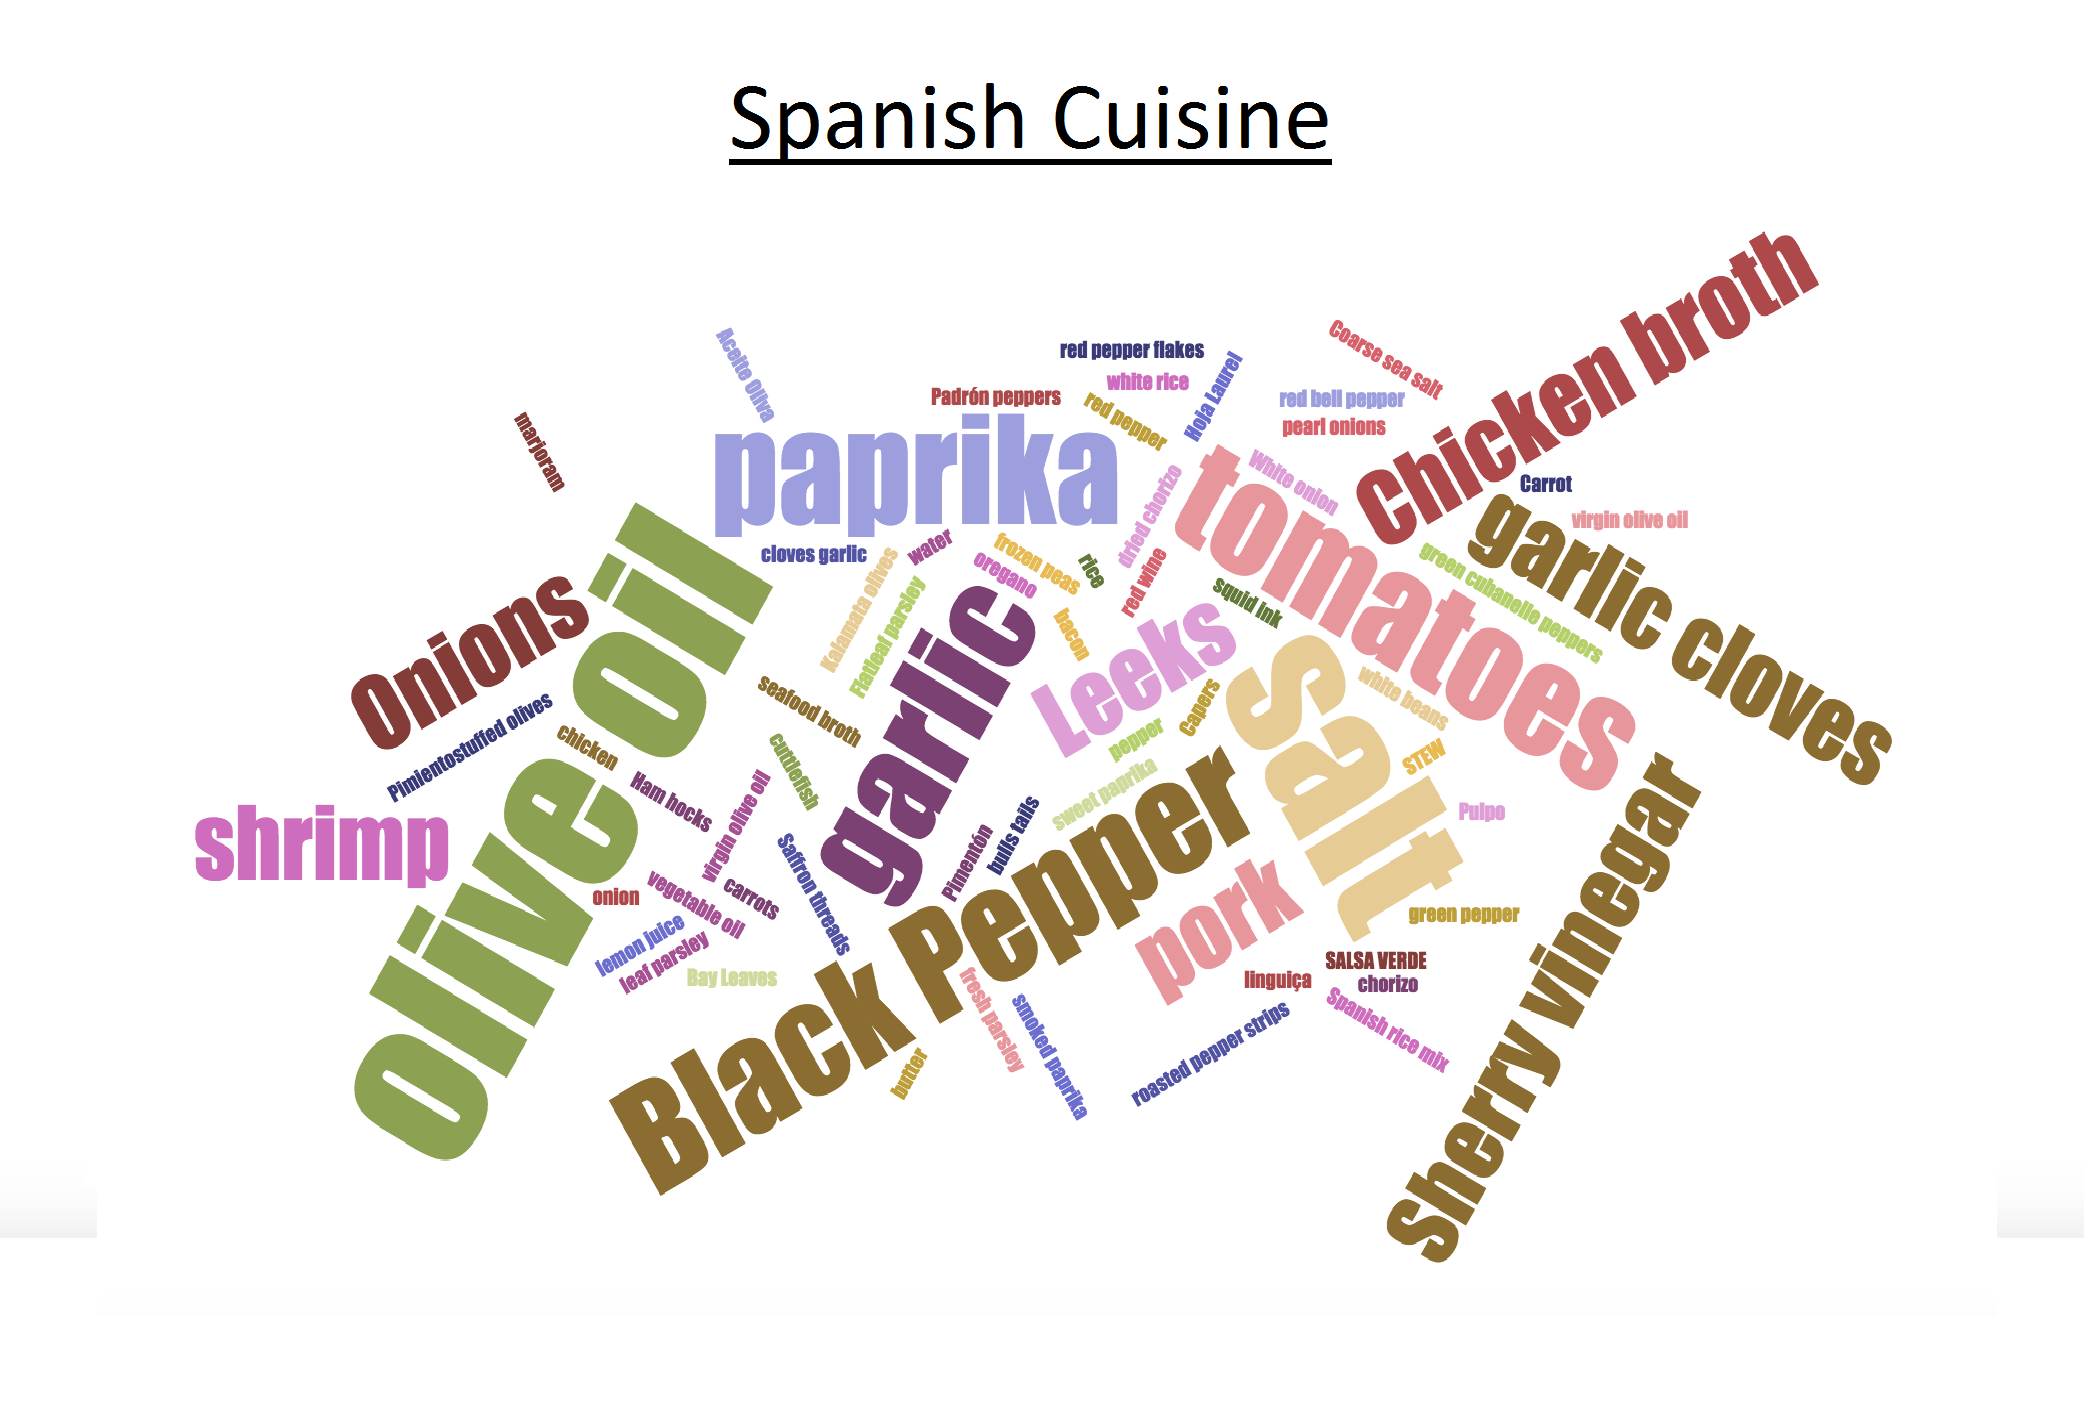 Spanish Cuisine
Chicken broth
Aceite Oliva
red pepper flakes
Coarse sea salt
white rice
Hoja Laurel
Padrón peppers
red pepper
red bell pepper
pearl onions
marjoram
paprika
tomatoes
White onion
dried chorizo
Carrot
garlic cloves
virgin olive oil
cloves garlic
water
frozen peas
oregano
rice
red wine
squid ink
green cubanelle peppers
Kalamata olives
Flatleaf parsley
Onions
olive oil
garlic
bacon
Leeks
salt
white beans
Capers
pepper
seafood broth
Pimientostuffed olives
chicken
Ham hocks
cuttlefish
virgin olive oil
sweet paprika
STEW
Pulpo
shrimp
Black Pepper
bulls tails
Pimentón
Saffron threads
sherry vinegar
pork
onion
vegetable oil
carrots
green pepper
lemon juice
leaf parsley
Bay Leaves
SALSA VERDE
linguiça
chorizo
fresh parsley
smoked paprika
Spanish rice mix
roasted pepper strips
butter